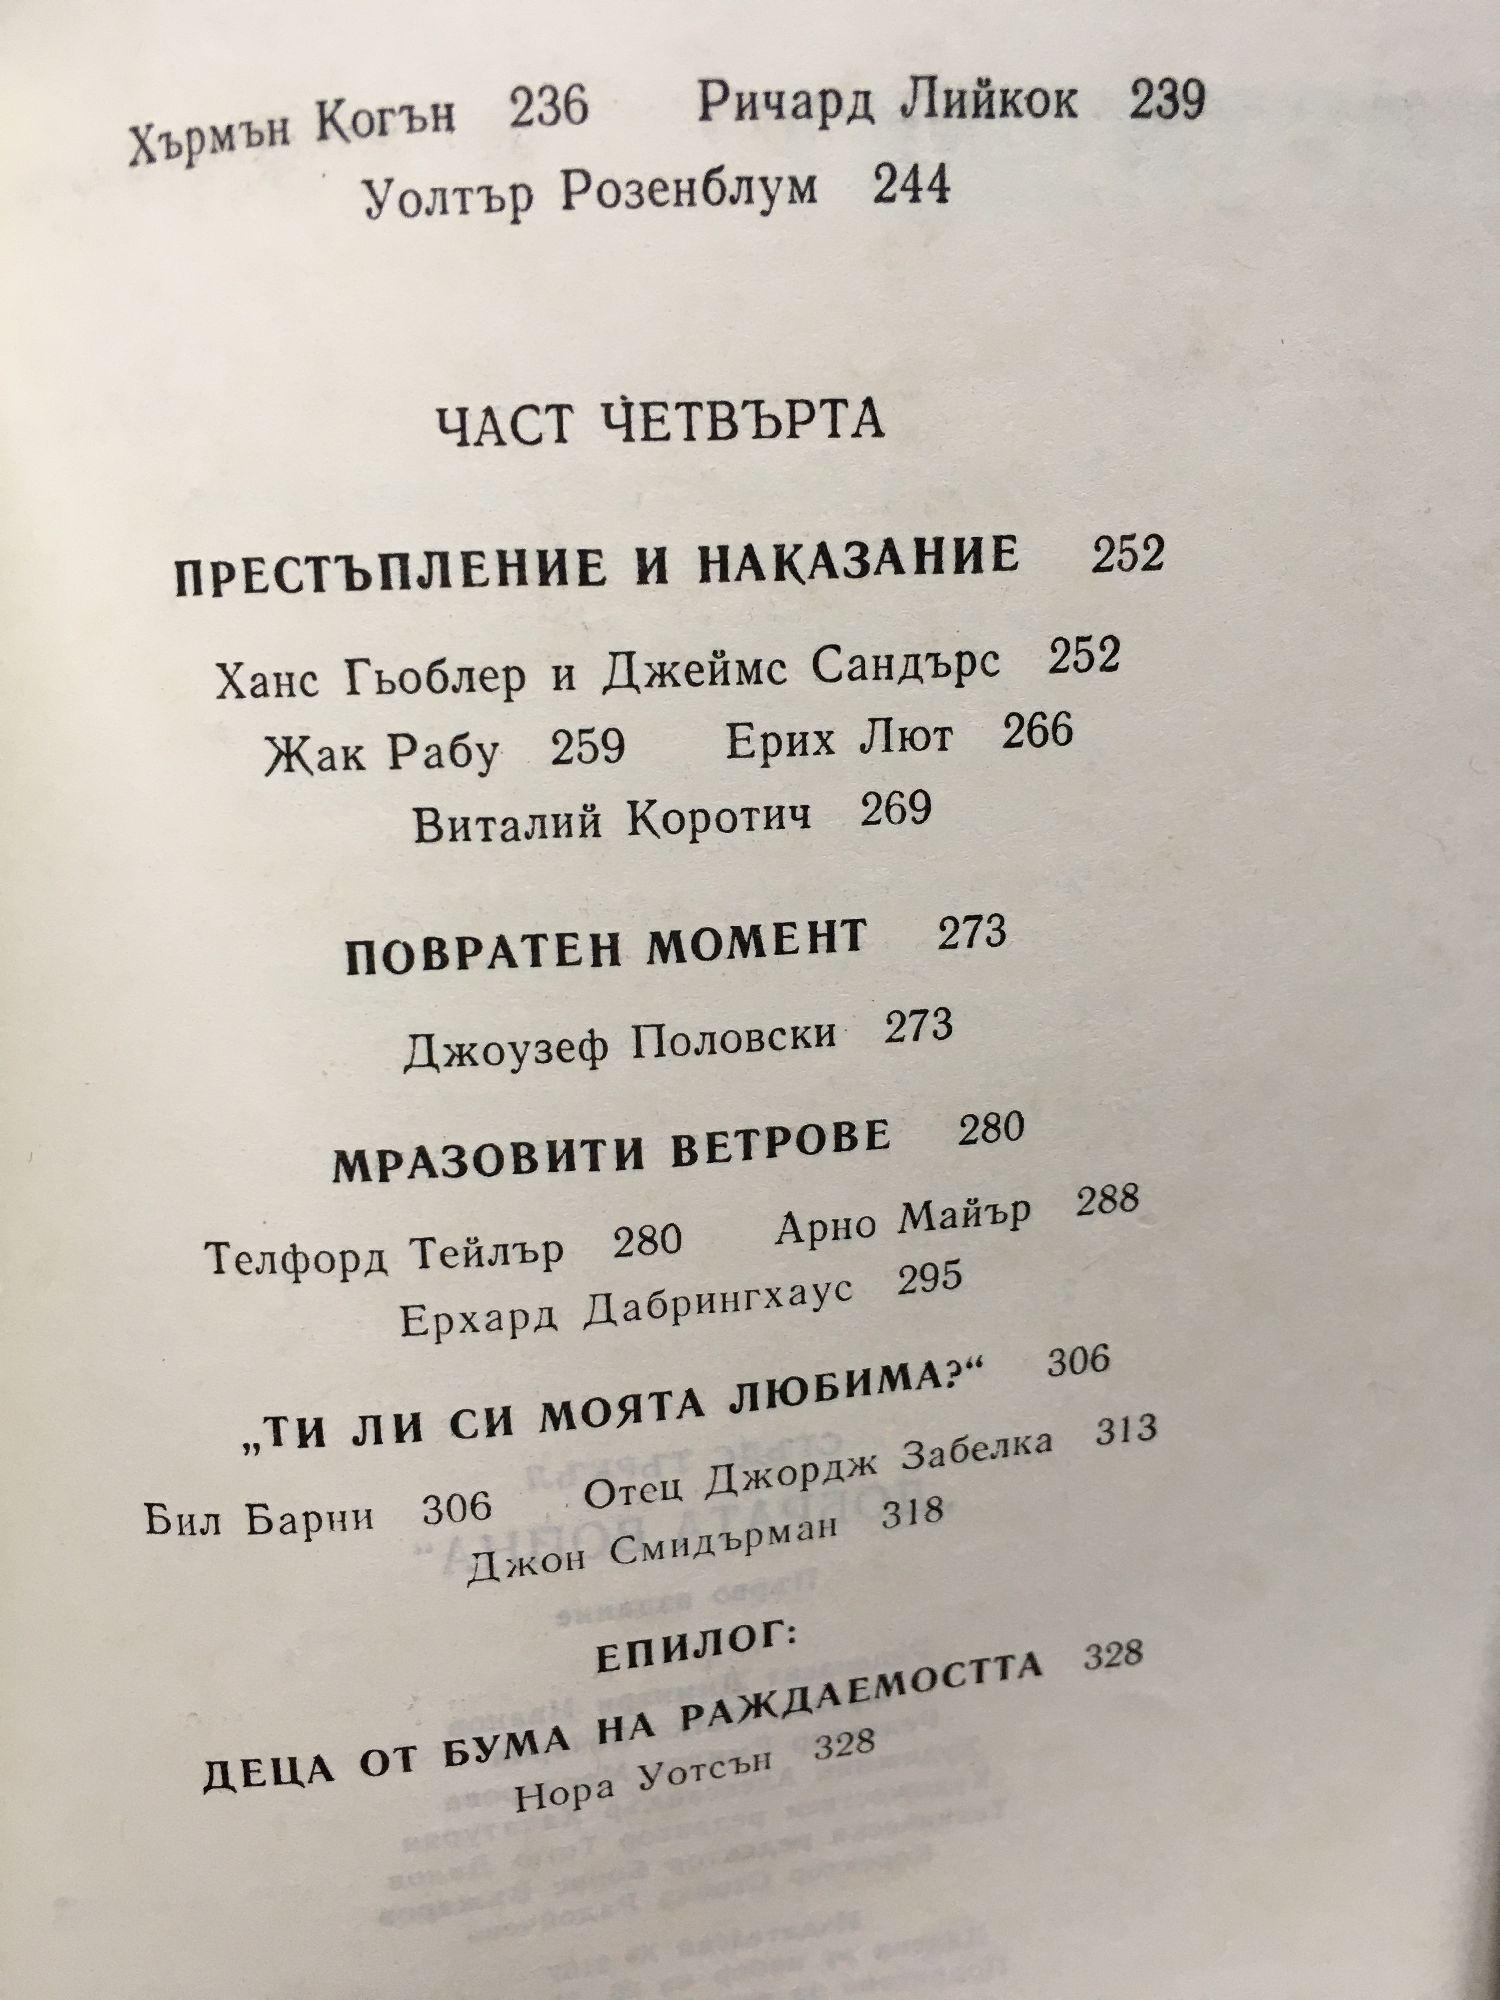 Хърмън Когън 236 Ричард Лийкок 239
Уолтър Розенблум 244
ЧАСТ ЧЕТВЪРТА
ПРЕСТЪПЛЕНИЕ И НАКАЗАНИЕ 252
Ханс Гьоблер и Джеймс Сандърс 252
Жак Рабу 259 Ерих Лют 266
Виталий Коротич 269
ПОВРАТЕН МОМЕНТ 273
Джоузеф Половски 273
МРАЗОВИТИ ВЕТРОВЕ 280
Телфорд Тейлър 280 Арно Майър 288
Ерхард Дабрингхаус 295
„ТИ ЛИ СИ МОЯТА ЛЮБИМА?“ 306
Бил Барни 306 Отец Джордж Забелка 313
Джон Смидърман 318
ЕПИЛОГ:
ДЕЦА ОТ БУМА НА РАЖДАЕМОСТТА 328
Нора Уотсън 328